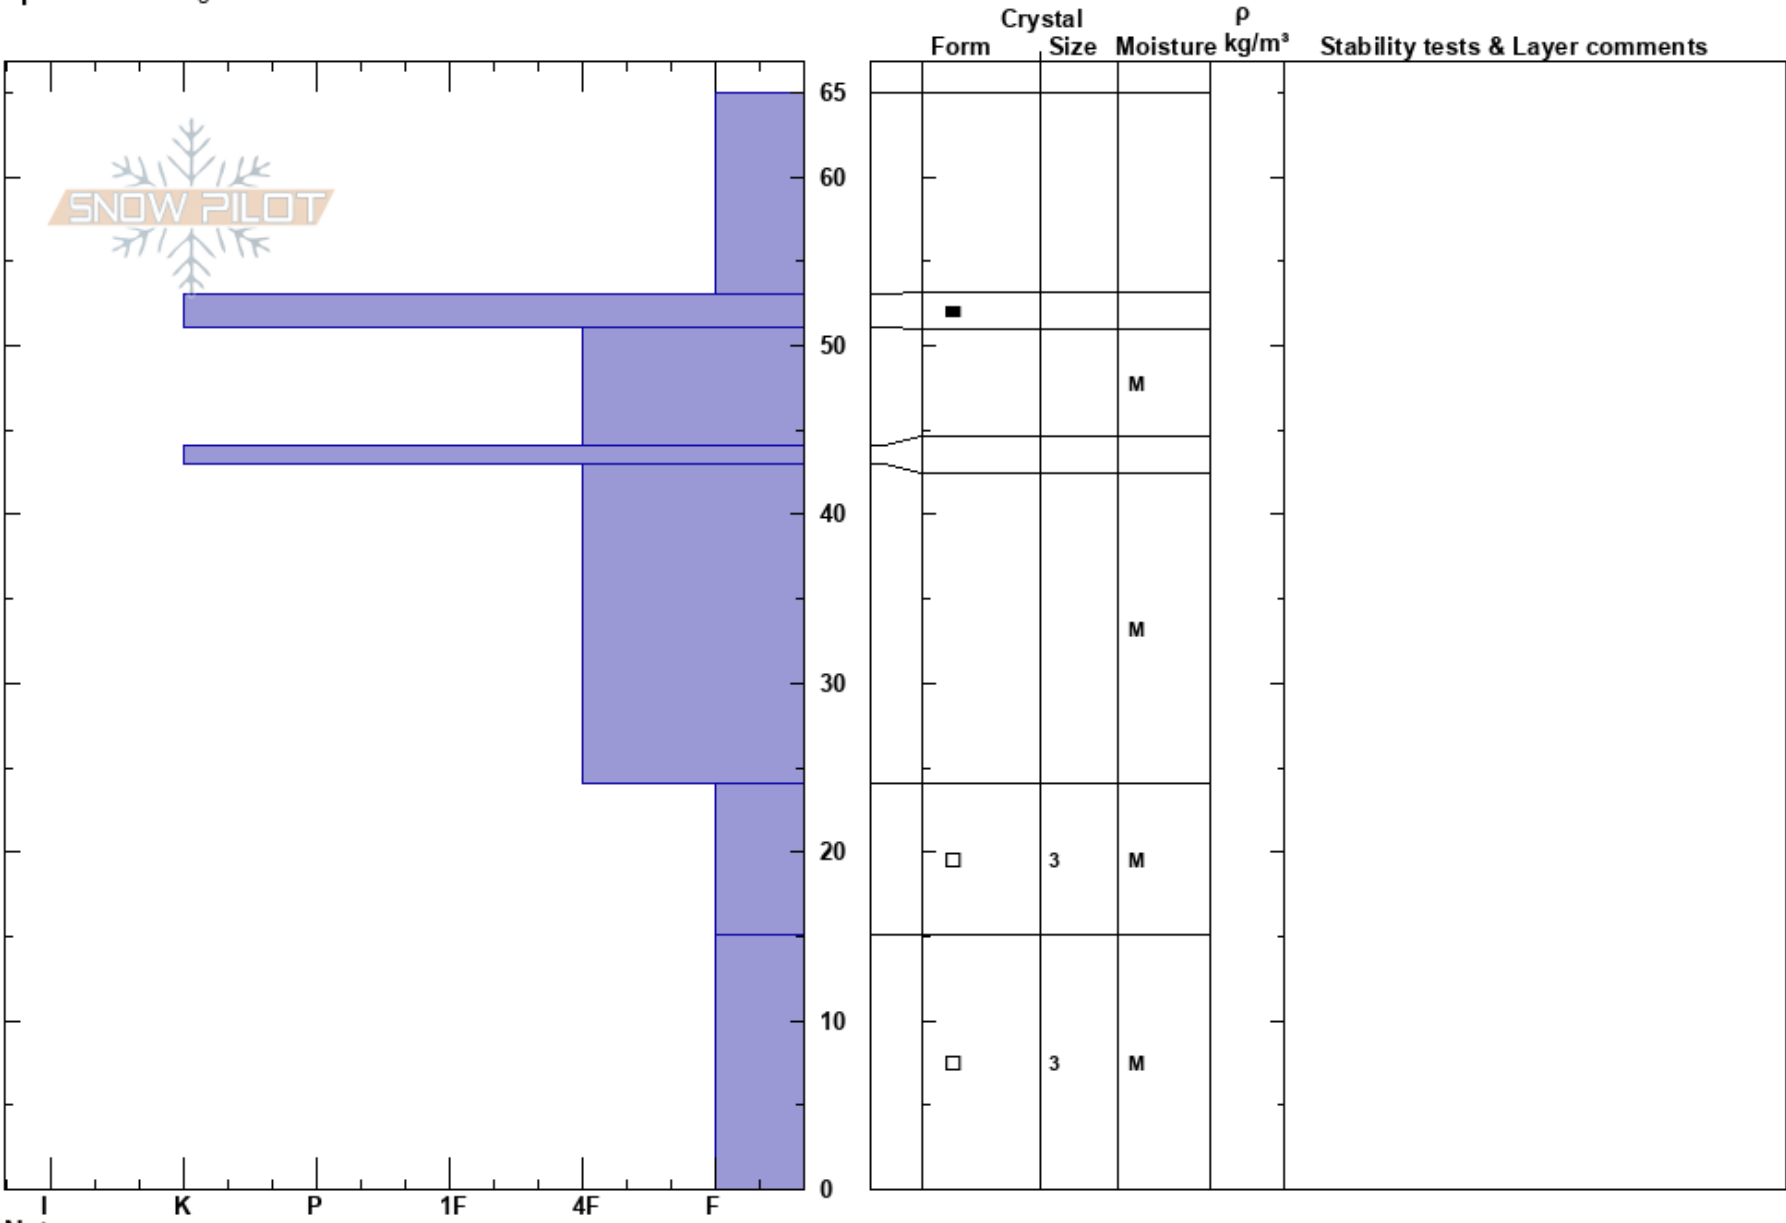 Crystal ρ
Form Size Moisture kg/m³ Stability tests & Layer comments
65
60
SNOW PILOT
50
M
40
M
30
20 3 M
10
3 M
0
I K P 1F 4F F